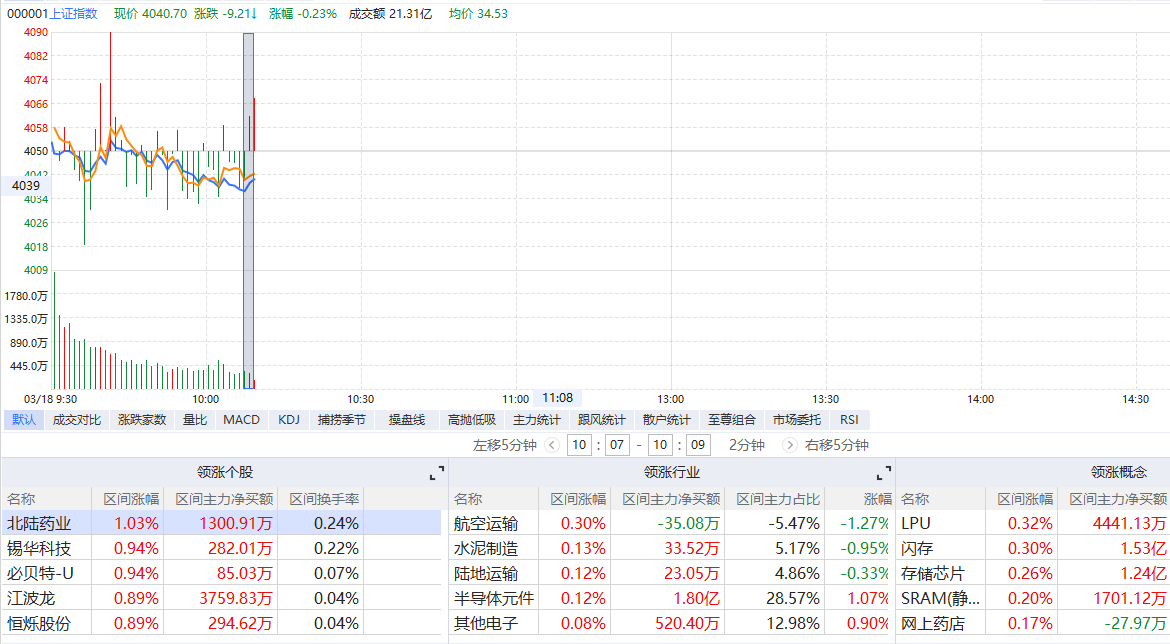 000001上证指数 现价 4040.70 涨跌 -9.21↓ 涨幅 -0.23% 成交额 21.31亿 均价 34.53
4090
4082
4074
4066
4058
4050
4042
4039
4034
4026
4018
4009
1780.0万
1335.0万
890.0万
445.0万
03/18 9:30 10:00 10:30 11:00 11:08 13:00 13:30 14:00 14:30
默认 成交对比 涨跌家数 量比 MACD KDJ 捕捞季节 操盘线 高抛低吸 主力统计 跟风统计 散户统计 至尊组合 市场委托 RSI
左移5分钟 10 : 07 - 10 : 09 2分钟 右移5分钟
领涨个股 领涨行业 领涨概念
名称 区间涨幅 区间主力净买额 区间换手率 名称 区间涨幅 区间主力净买额 区间主力占比 涨幅 名称 区间涨幅 区间主力净买额
北陆药业 1.03% 1300.91万 0.24% 航空运输 0.30% -35.08万 -5.47% -1.27% LPU 0.32% 4441.13万
锡华科技 0.94% 282.01万 0.22% 水泥制造 0.13% 33.52万 5.17% -0.95% 闪存 0.30% 1.53亿
必贝特-U 0.94% 85.03万 0.07% 陆地运输 0.12% 23.05万 4.86% -0.33% 存储芯片 0.26% 1.24亿
江波龙 0.89% 3759.83万 0.04% 半导体元件 0.12% 1.80亿 28.57% 1.07% SRAM(静... 0.20% 1701.12万
恒烁股份 0.89% 294.62万 0.04% 其他电子 0.08% 520.40万 12.98% 0.90% 网上药店 0.17% -27.97万